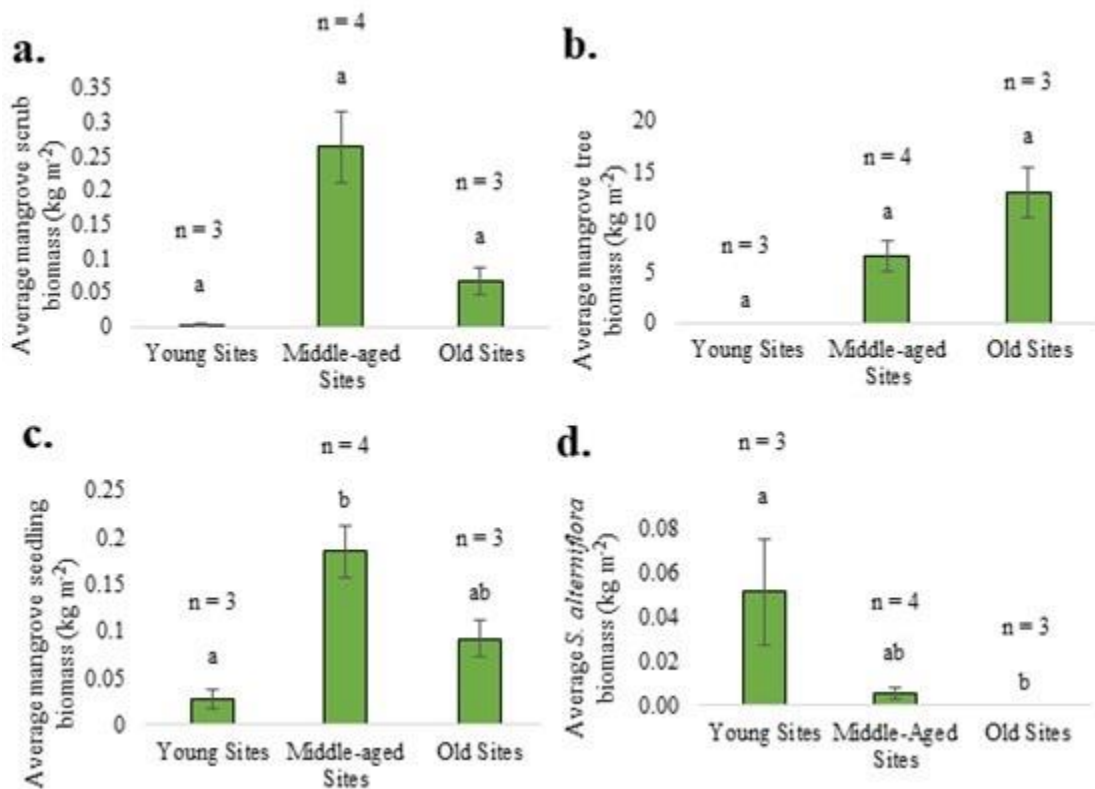 a.
Average mangrove scrub
biomass (kg m-2)
0.35
0.3
0.25
0.2
0.15
0.1
0.05
0
n = 3
a
n = 4
a
n = 3
a
Young Sites
Middle-aged
Sites
Old Sites
b.
Average mangrove tree
biomass (kg m-2)
20
15
10
5
0
n = 3
a
n = 4
a
n = 3
a
Young Sites
Middle-aged
Sites
Old Sites
c.
Average mangrove seedling
biomass (kg m-2)
0.25
0.2
0.15
0.1
0.05
0
n = 3
a
n = 4
b
n = 3
ab
Young Sites
Middle-aged
Sites
Old Sites
d.
Average S. alterniflora
biomass (kg m-2)
0.08
0.06
0.04
0.02
0.00
n = 3
a
n = 4
ab
n = 3
b
Young Sites
Middle-Aged
Sites
Old Sites